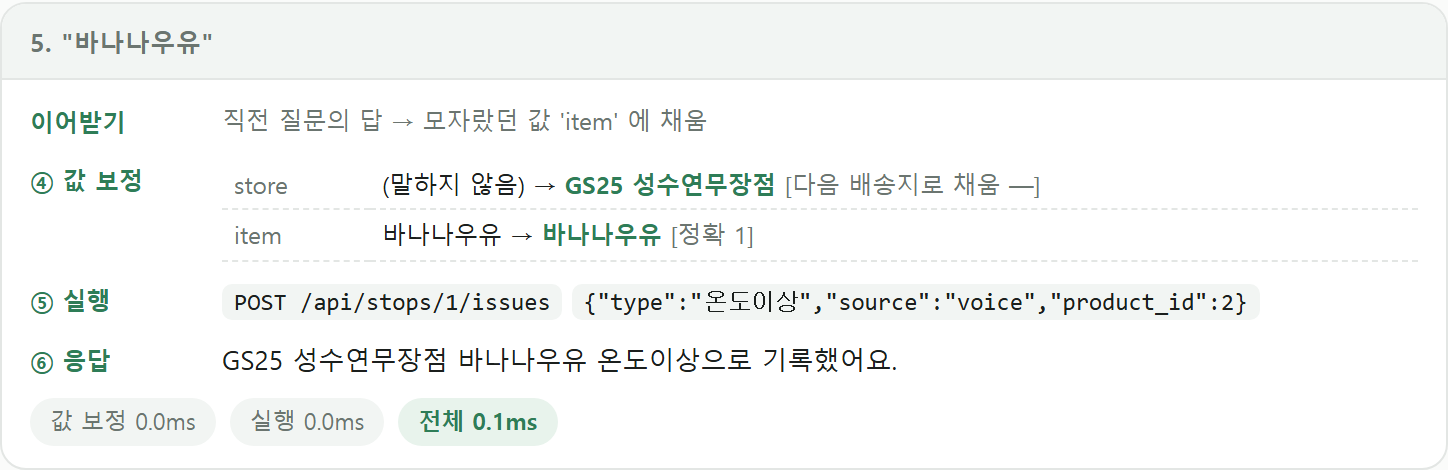 5. "바나나우유"
이어받기 직전 질문의 답 → 모자랐던 값 'item' 에 채움
④ 값 보정 store (말하지 않음) → GS25 성수연무장점 [다음 배송지로 채움 —]
item 바나나우유 → 바나나우유 [정확 1]
⑤ 실행 POST /api/stops/1/issues {"type":"온도이상","source":"voice","product_id":2}
⑥ 응답 GS25 성수연무장점 바나나우유 온도이상으로 기록했어요.
값 보정 0.0ms 실행 0.0ms 전체 0.1ms